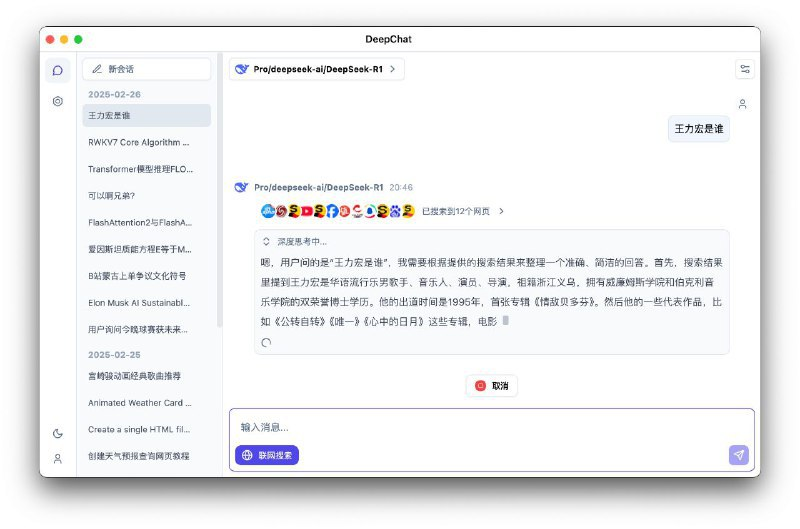 DeepChat
新会话
2025-02-26
王力宏是谁
RWKV7 Core Algorithm ...
Transformer模型推理FLO...
可以啊兄弟?
FlashAttention2与FlashA...
爱因斯坦质能方程E等于M...
B站蒙古上单争议文化符号
Elon Musk AI Sustainabl...
用户询问今晚球赛获未来...
2025-02-25
宫崎骏动画经典歌曲推荐
Animated Weather Card ...
Create a single HTML fil...
创建天气预报查询网页教程
Pro/deepseek-ai/DeepSeek-R1
王力宏是谁
Pro/deepseek-ai/DeepSeek-R1 20:46
已搜索到12个网页
深度思考中...
嗯，用户问的是“王力宏是谁”，我需要根据提供的搜索结果来整理一个准确、简洁的回答。首先，搜索结
果里提到王力宏是华语流行乐男歌手、音乐人、演员、导演，祖籍浙江义乌，拥有威廉姆斯学院和伯克利音
乐学院的双荣誉博士学历。他的出道时间是1995年，首张专辑《情敌贝多芬》。然后他的一些代表作品，比
如《公转自转》《唯一》《心中的日月》这些专辑，电影
取消
输入消息...
联网搜索